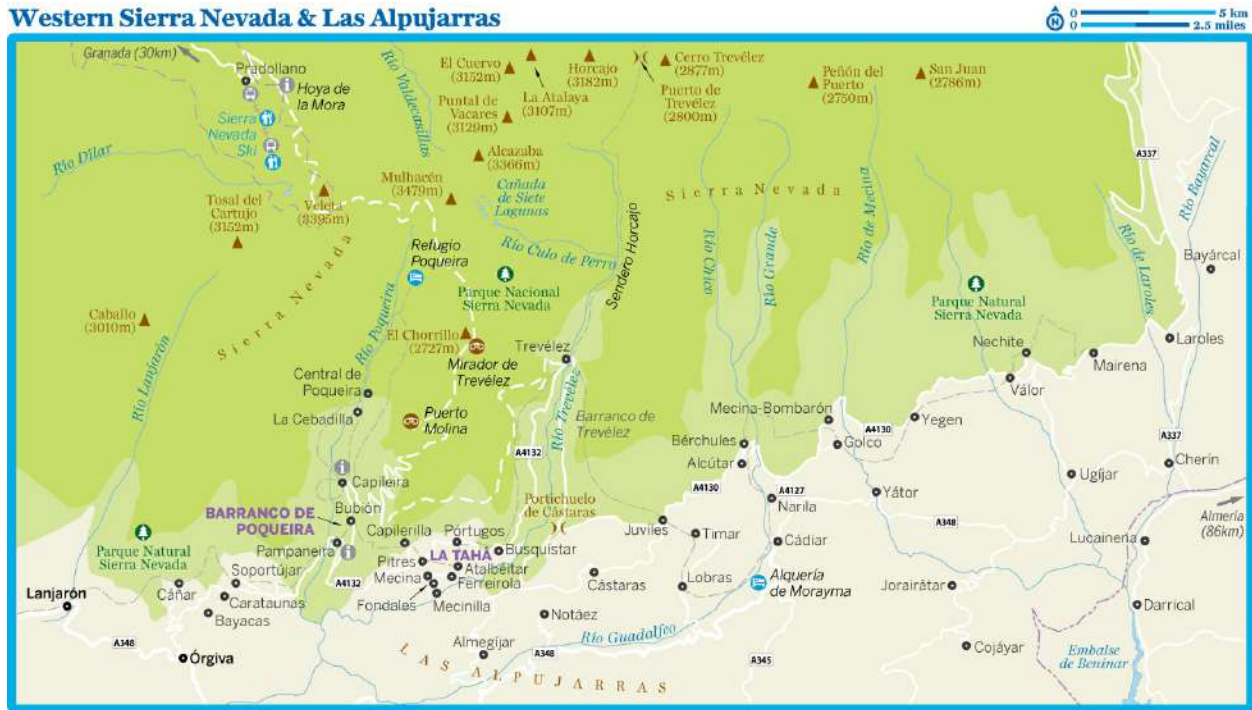 Western Sierra Nevada & Las Alpujarras
0 5 km
0 2.5 miles
N
Granada (30km)
Pradollano
Hoya de
la Mora
Sierra
Nevada
Ski
Río Dílar
Río Valdecasillas
El Cuervo
(3152m)
La Atalaya
(3107m)
Horcajo
(3182m)
Cerro Trevélez
(2877m)
Puerto de
Trevélez
(2800m)
Peñón del
Puerto
(2750m)
San Juan
(2786m)
Puntal de
Vacares
(3129m)
Alcazaba
(3366m)
Mulhacén
(3479m)
Cañada
de Siete
Lagunas
Tosal del
Cartujo
(3152m)
Veleta
(3395m)
Sierra Nevada
Sierra Nevada
Refugio
Poqueira
Río Culo de Perro
Sendero Horcajo
Río Chico
Río Grande
Río de Mecina
Río de Laroles
Río Bayarcal
A337
Bayárcal
Parque Nacional
Sierra Nevada
Parque Natural
Sierra Nevada
Caballo
(3010m)
Río Lanjarón
Río Poqueira
El Chorrillo
(2727m)
Mirador de
Trevélez
Trevélez
Nechite
Laroles
Mairena
Válor
Central de
Poqueira
La Cebadilla
Puerto
Molina
Río Trevélez
Barranco de
Trevélez
Mecina-Bombarón
Yegen
A4130
Golco
Bérchules
Alcútar
A4132
A4130
A4127
A337
Cherín
Ugíjar
Capileira
Yátor
Narila
BARRANCO DE
POQUEIRA
Bubión
Portichuelo
de Cástaras
Juviles
Timar
Cádiar
A348
Almería
(86km)
Lucainena
Parque Natural
Sierra Nevada
Pampaneira
Capilerilla
Pórtugos
LA TAHÁ
Busquistar
Pitres
Atalbéitar
Mecina
Ferreirola
Fondales
Mecinilla
A4132
Soportújar
Cáñar
Carataunas
Bayacas
Lanjarón
Cástaras
Lobras
Alquería
de Morayma
Jorairátar
Darrical
Notáez
Río Guadalfeo
Almegíjar
A348
Órgiva
A348
A345
Cojáyar
Embalse
de Benínar
LAS ALPUJARRAS